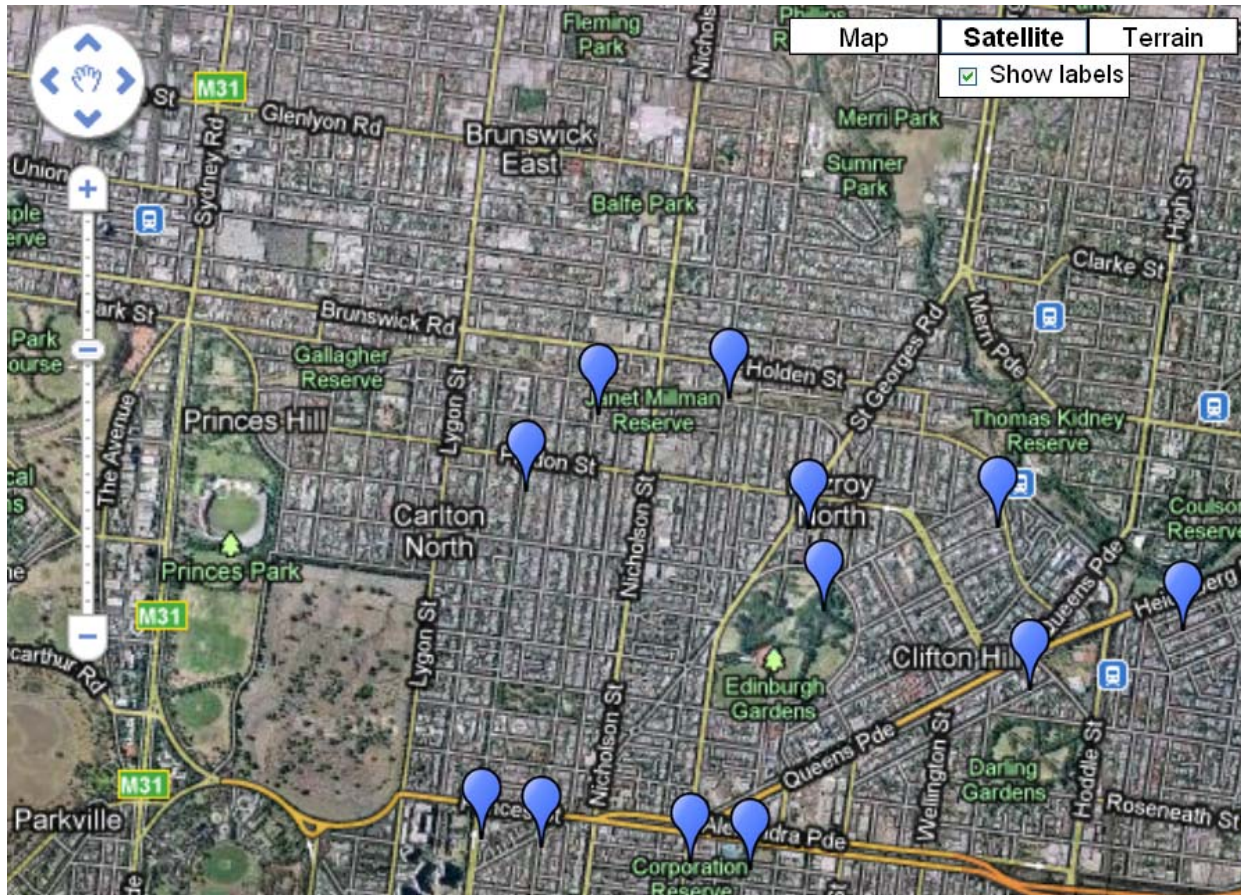 Fleming
Park
Nichols
Map
Satellite
Terrain
Show labels
M31
St
Glenlyon Rd
Brunswick
East
Merri Park
Sumner
Park
Union
Sydney Rd
Balfe Park
High St
Clarke St
Park St
Brunswick Rd
St Georges Rd
Merri Pde
Park
Gallagher
Reserve
Holden St
Janet Millman
Reserve
The Avenue
Princes Hill
Lygon St
Thomas Kidney
Reserve
Carlton
North
Nicholson St
North
Coulson
Reserve
Princes Park
M31
Queens Pde
Lygon St
Clifton Hill
Edinburgh
Gardens
Nicholson St
Queens Pde
Wellington St
Darling
Gardens
Hoddle St
M31
Parkville
Roseneath St
Corporation
Reserve